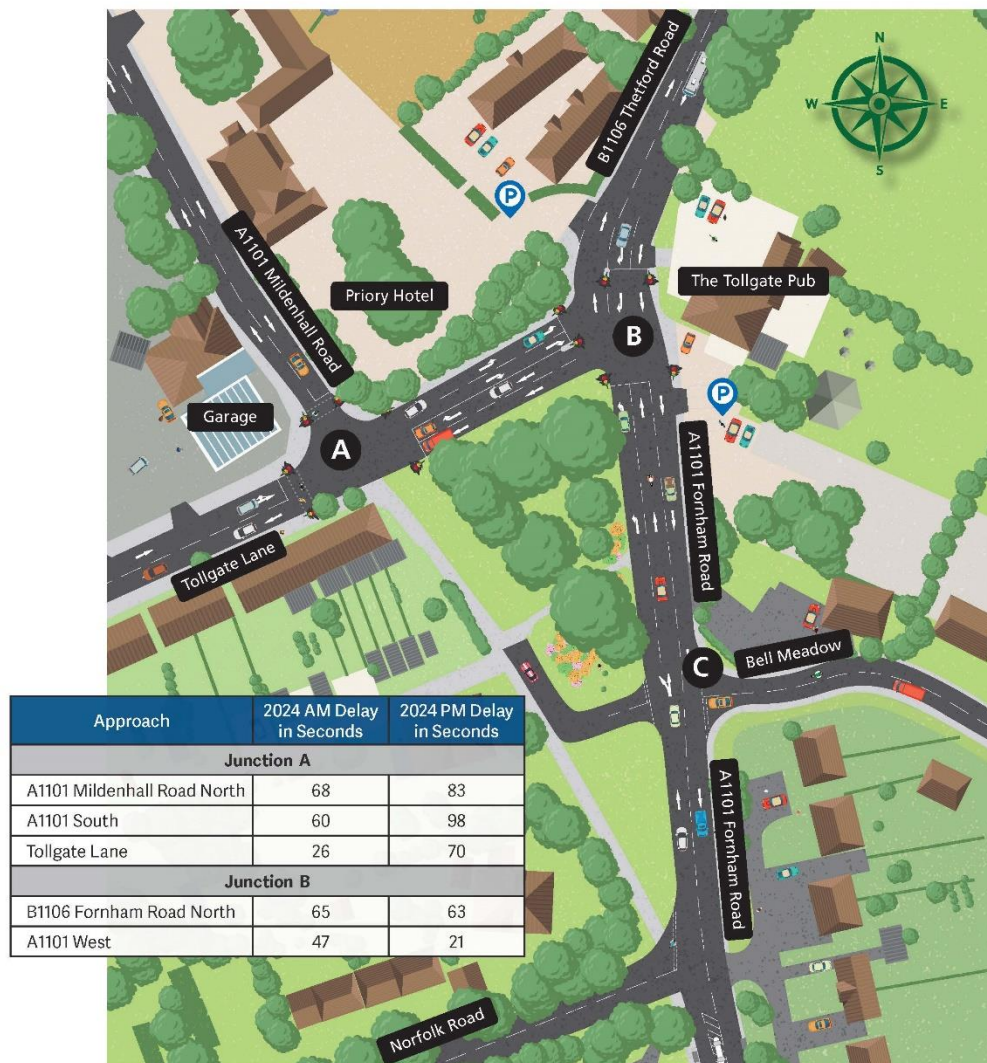 N
W
E
S
B1106 Thetford Road
P
A1101 Mildenhall Road
Priory Hotel
The Tollgate Pub
B
Garage
P
A
A1101 Fornham Road
Tollgate Lane
C
Bell Meadow
A1101 Fornham Road
Norfolk Road
Approach 2024 AM Delay in Seconds 2024 PM Delay in Seconds
Junction A
A1101 Mildenhall Road North 68 83
A1101 South 60 98
Tollgate Lane 26 70
Junction B
B1106 Fornham Road North 65 63
A1101 West 47 21